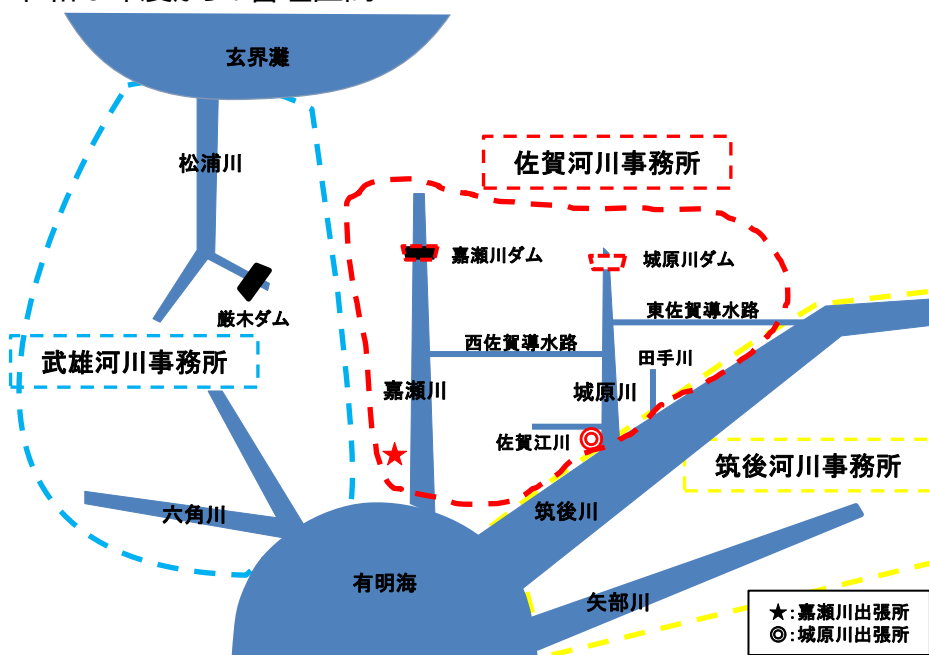 玄界灘
松浦川
佐賀河川事務所
嘉瀬川ダム
城原川ダム
厳木ダム
東佐賀導水路
西佐賀導水路
田手川
武雄河川事務所
嘉瀬川
城原川
佐賀江川
筑後河川事務所
六角川
筑後川
有明海
矢部川
★:嘉瀬川出張所
◎:城原川出張所